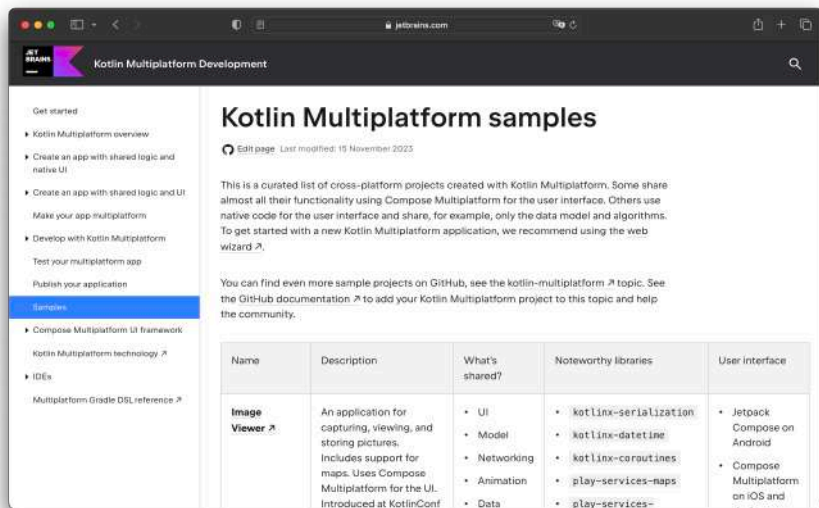 jetbrains.com
JET
BRAINS
Kotlin Multiplatform Development
Get started
Kotlin Multiplatform overview
Create an app with shared logic and
native UI
Create an app with shared logic and UI
Make your app multiplatform
Develop with Kotlin Multiplatform
Test your multiplatform app
Publish your application
Samples
Compose Multiplatform UI framework
Kotlin Multiplatform technology ↗
IDEs
Multiplatform Gradle DSL reference ↗
Kotlin Multiplatform samples
Edit page Last modified: 15 November 2023
This is a curated list of cross-platform projects created with Kotlin Multiplatform. Some share
almost all their functionality using Compose Multiplatform for the user interface. Others use
native code for the user interface and share, for example, only the data model and algorithms.
To get started with a new Kotlin Multiplatform application, we recommend using the web
wizard ↗.
You can find even more sample projects on GitHub, see the kotlin-multiplatform ↗ topic. See
the GitHub documentation ↗ to add your Kotlin Multiplatform project to this topic and help
the community.
Name
Description
What's
shared?
Noteworthy libraries
User interface
Image
Viewer ↗
An application for
capturing, viewing, and
storing pictures.
Includes support for
maps. Uses Compose
Multiplatform for the UI.
Introduced at KotlinConf
• UI
• Model
• Networking
• Animation
• Data
• kotlinx-serialization
• kotlinx-datetime
• kotlinx-coroutines
• play-services-maps
• play-services-
• Jetpack
Compose on
Android
• Compose
Multiplatform
on iOS and